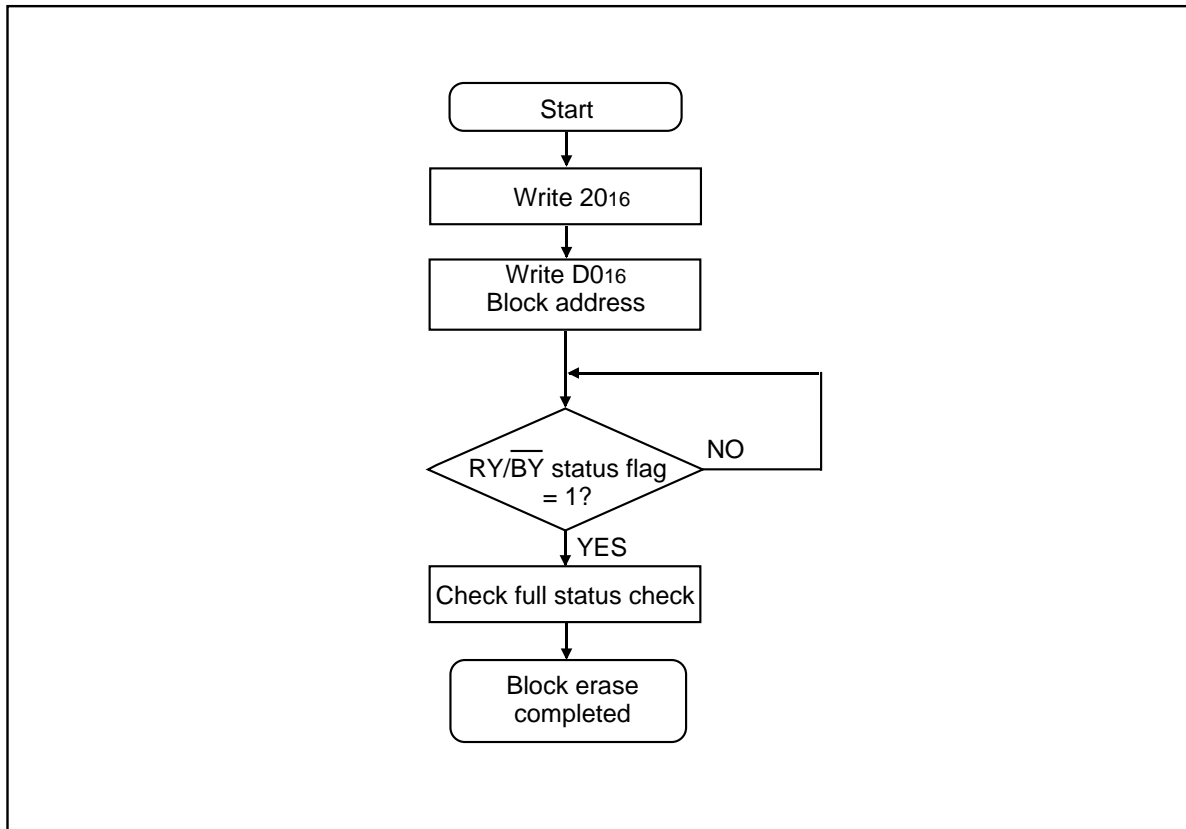 Start
Write 2016
Write D016
Block address
NO
RY/B̅Y̅ status flag
= 1?
YES
Check full status check
Block erase
completed